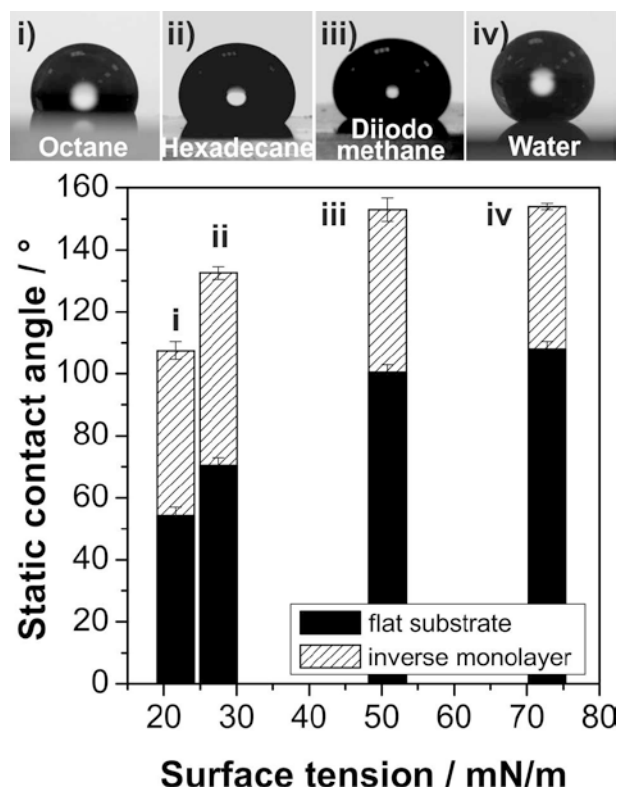 i)
ii)
iii)
iv)
Octane
Hexadecane
Diiodo
methane
Water
Static contact angle / °
160
140
120
100
80
60
40
20
0
i
ii
iii
iv
flat substrate
inverse monolayer
20
30
40
50
60
70
80
Surface tension / mN/m